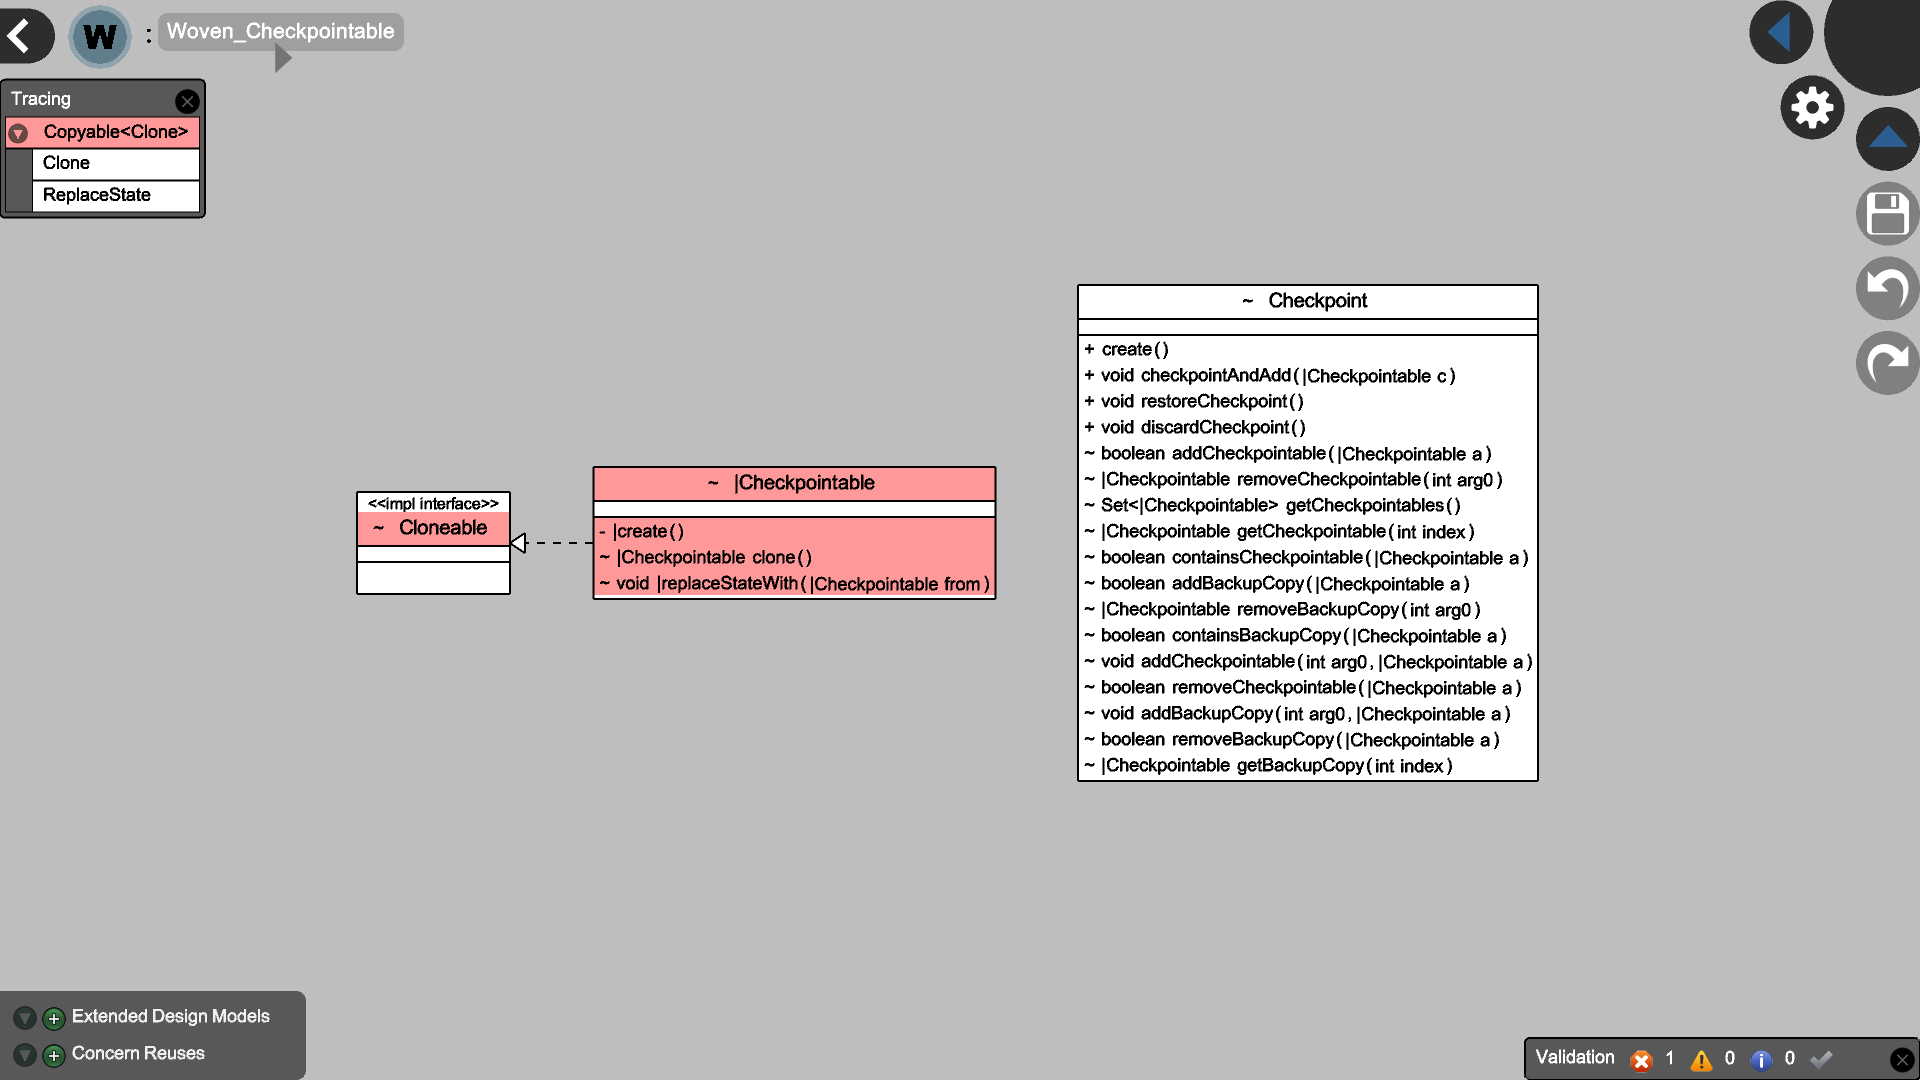 W : Woven_Checkpointable
Tracing
Copyable<Clone>
Clone
ReplaceState
<<impl interface>>
~ Cloneable
~ |Checkpointable
- |create()
~ |Checkpointable clone()
~ void |replaceStateWith(|Checkpointable from)
~ Checkpoint
+ create()
+ void checkpointAndAdd(|Checkpointable c)
+ void restoreCheckpoint()
+ void discardCheckpoint()
~ boolean addCheckpointable(|Checkpointable a)
~ |Checkpointable removeCheckpointable(int arg0)
~ Set<|Checkpointable> getCheckpointables()
~ |Checkpointable getCheckpointable(int index)
~ boolean containsCheckpointable(|Checkpointable a)
~ boolean addBackupCopy(|Checkpointable a)
~ |Checkpointable removeBackupCopy(int arg0)
~ boolean containsBackupCopy(|Checkpointable a)
~ void addCheckpointable(int arg0,|Checkpointable a)
~ boolean removeCheckpointable(|Checkpointable a)
~ void addBackupCopy(int arg0,|Checkpointable a)
~ boolean removeBackupCopy(|Checkpointable a)
~ |Checkpointable getBackupCopy(int index)
Extended Design Models
Concern Reuses
Validation 1 0 0